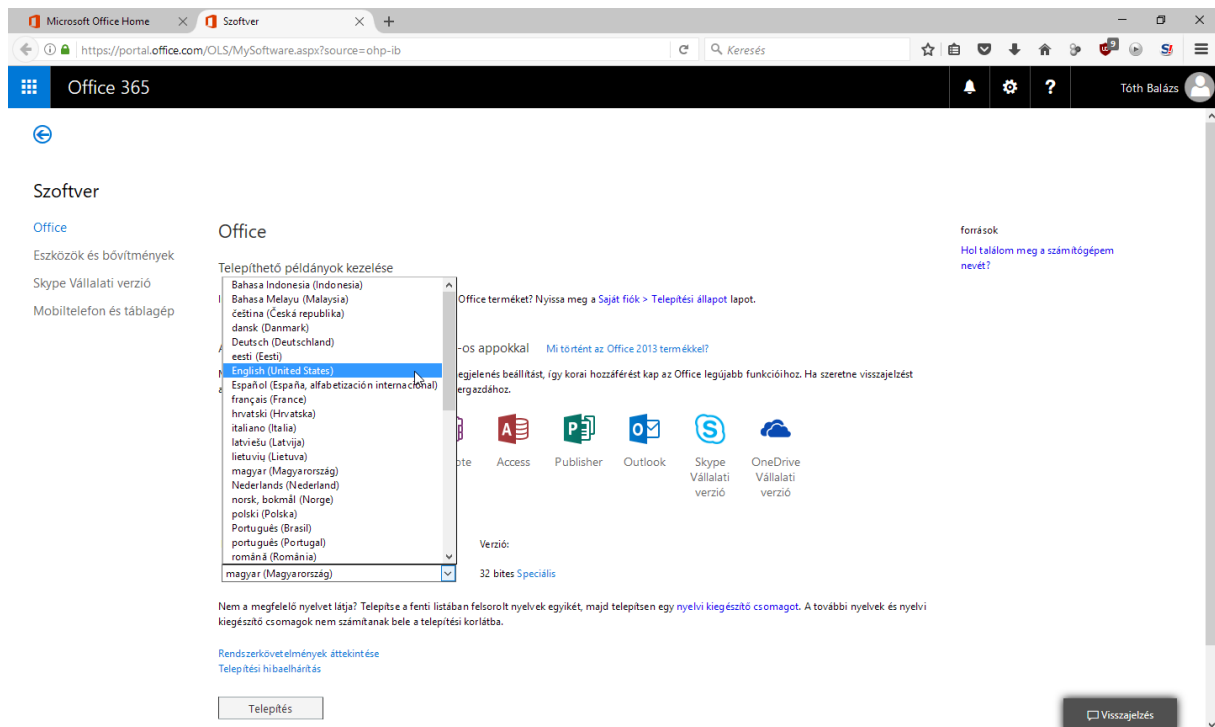 Microsoft Office Home
Szoftver
https://portal.office.com/OLS/MySoftware.aspx?source=ohp-ib
Keresés
9
Office 365
?
Tóth Balázs
Szoftver
Office
Eszközök és bővítmények
Skype Vállalati verzió
Mobiltelefon és táblagép
Office
Telepíthető példányok kezelése
Office terméket? Nyissa meg a Saját fiók > Telepítési állapot lapot.
-os appokkal Mi történt az Office 2013 termékkel?
egjelenés beállítást, így korai hozzáférést kap az Office legújabb funkcióihoz. Ha szeretne visszajelzést
ergazdához.
Bahasa Indonesia (Indonesia)
Bahasa Melayu (Malaysia)
čeština (Česká republika)
dansk (Danmark)
Deutsch (Deutschland)
eesti (Eesti)
English (United States)
Español (España, alfabetización internacional)
français (France)
hrvatski (Hrvatska)
italiano (Italia)
latviešu (Latvija)
lietuvių (Lietuva)
magyar (Magyarország)
Nederlands (Nederland)
norsk, bokmål (Norge)
polski (Polska)
Português (Brasil)
português (Portugal)
română (România)
magyar (Magyarország)
Access
Publisher
Outlook
Skype Vállalati verzió
OneDrive Vállalati verzió
Verzió:
32 bites Speciális
Nem a megfelelő nyelvet látja? Telepítse a fenti listában felsorolt nyelvek egyikét, majd telepítsen egy nyelvi kiegészítő csomagot. A további nyelvek és nyelvi
kiegészítő csomagok nem számítanak bele a telepítési korlátba.
Rendszerkövetelmények áttekintése
Telepítési hibaelhárítás
Telepítés
források
Hol találom meg a számítógépem
nevét?
Visszajelzés